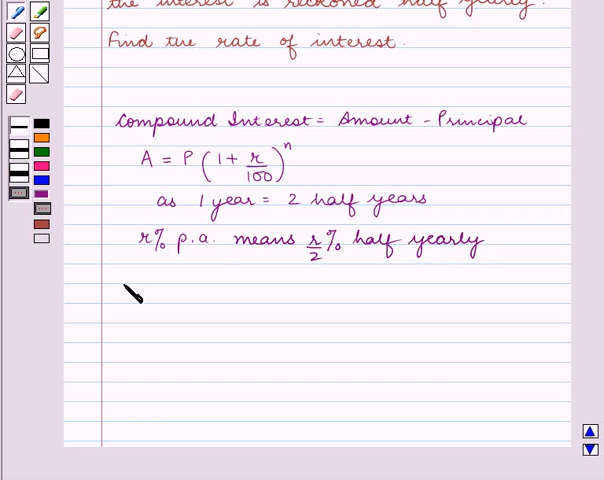 the interest is reckoned half yearly.
Find the rate of interest.
Compound Interest = Amount - Principal
A = P (1 + r/100)^n
as 1 year = 2 half years
r% p.a. means r/2 % half yearly